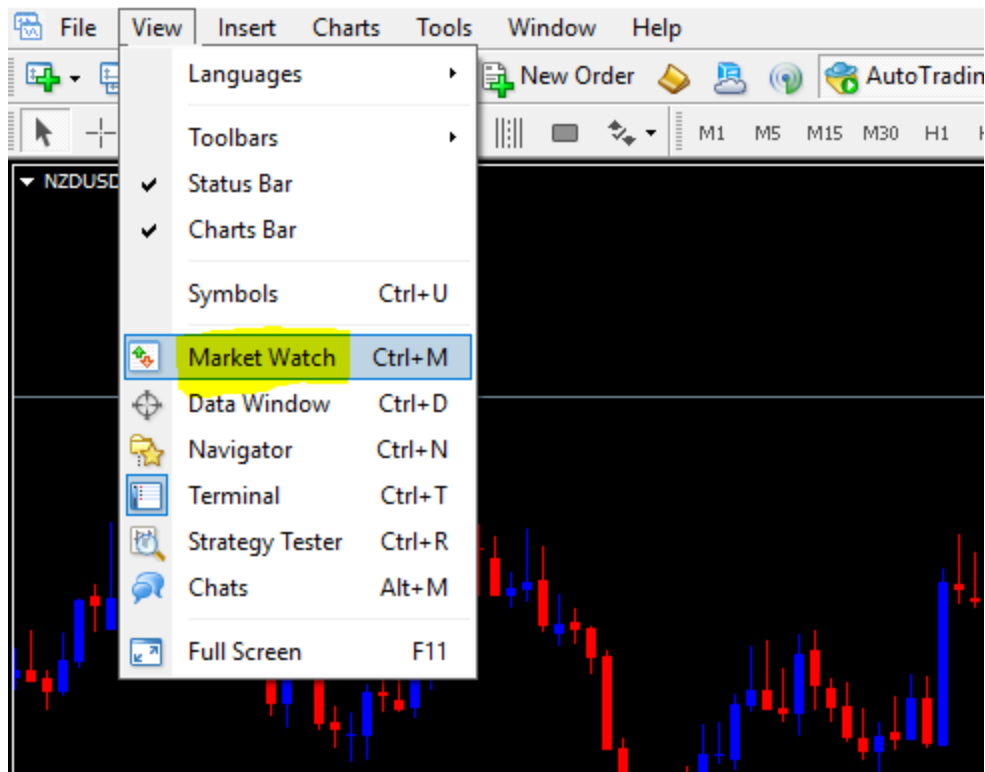 File View Insert Charts Tools Window Help
New Order AutoTradin
M1 M5 M15 M30 H1
NZDUSD
Languages
Toolbars
Status Bar
Charts Bar
Symbols Ctrl+U
Market Watch Ctrl+M
Data Window Ctrl+D
Navigator Ctrl+N
Terminal Ctrl+T
Strategy Tester Ctrl+R
Chats Alt+M
Full Screen F11